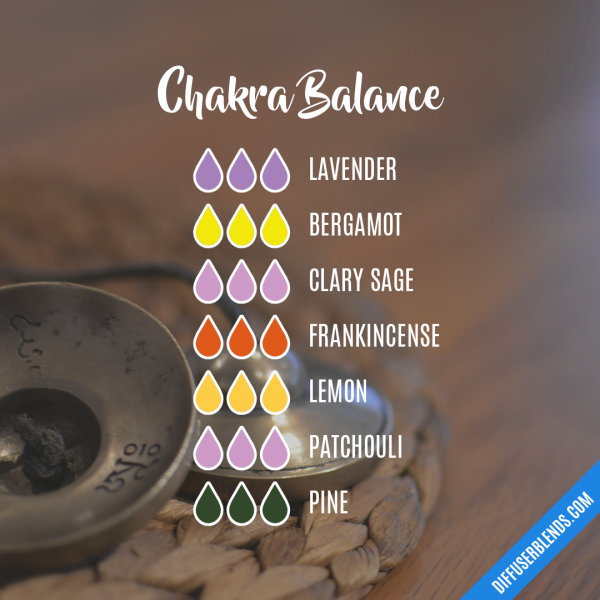 Chakra Balance
LAVENDER
BERGAMOT
CLARY SAGE
FRANKINCENSE
LEMON
PATCHOULI
PINE
DIFFUSERBLENDS.COM